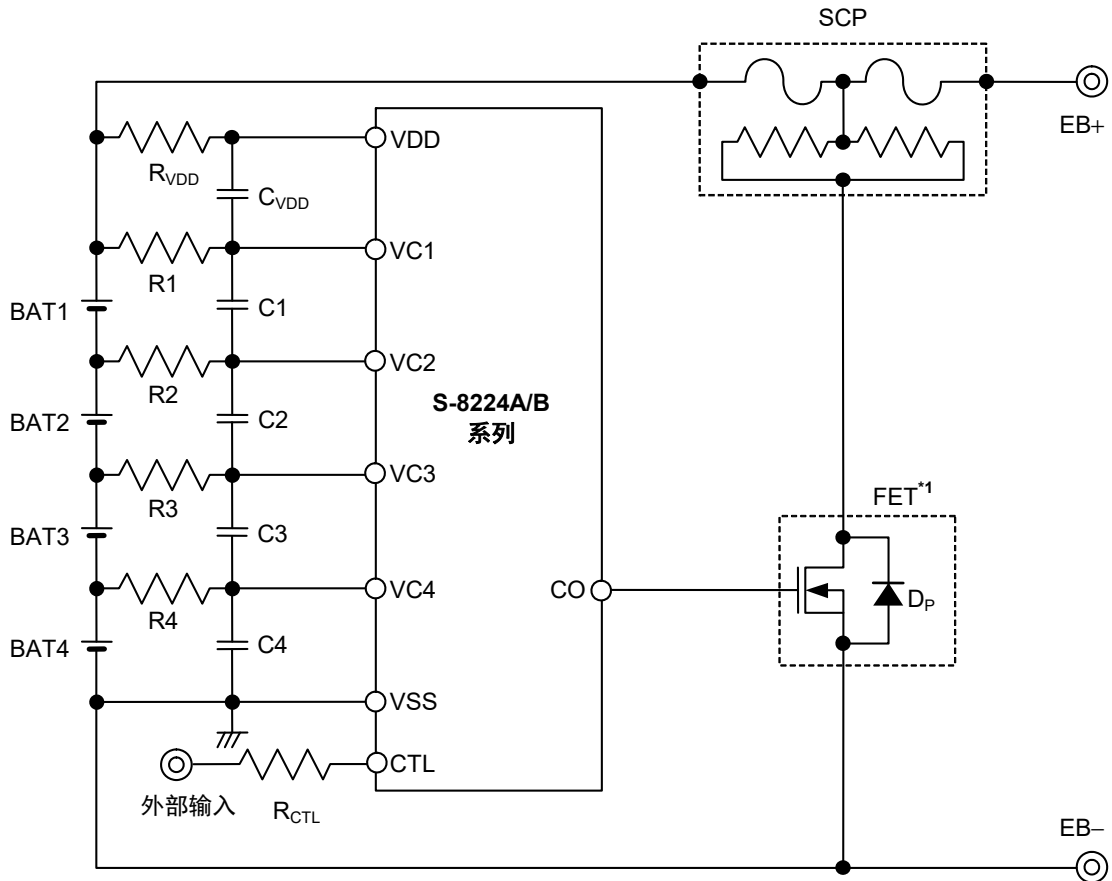 SCP
EB+
VDD
RVDD
CVDD
VC1
R1
BAT1
C1
VC2
R2
S-8224A/B
系列
BAT2
C2
VC3
R3
FET*1
BAT3
C3
VC4
CO
DP
R4
BAT4
C4
VSS
CTL
外部输入
RCTL
EB−